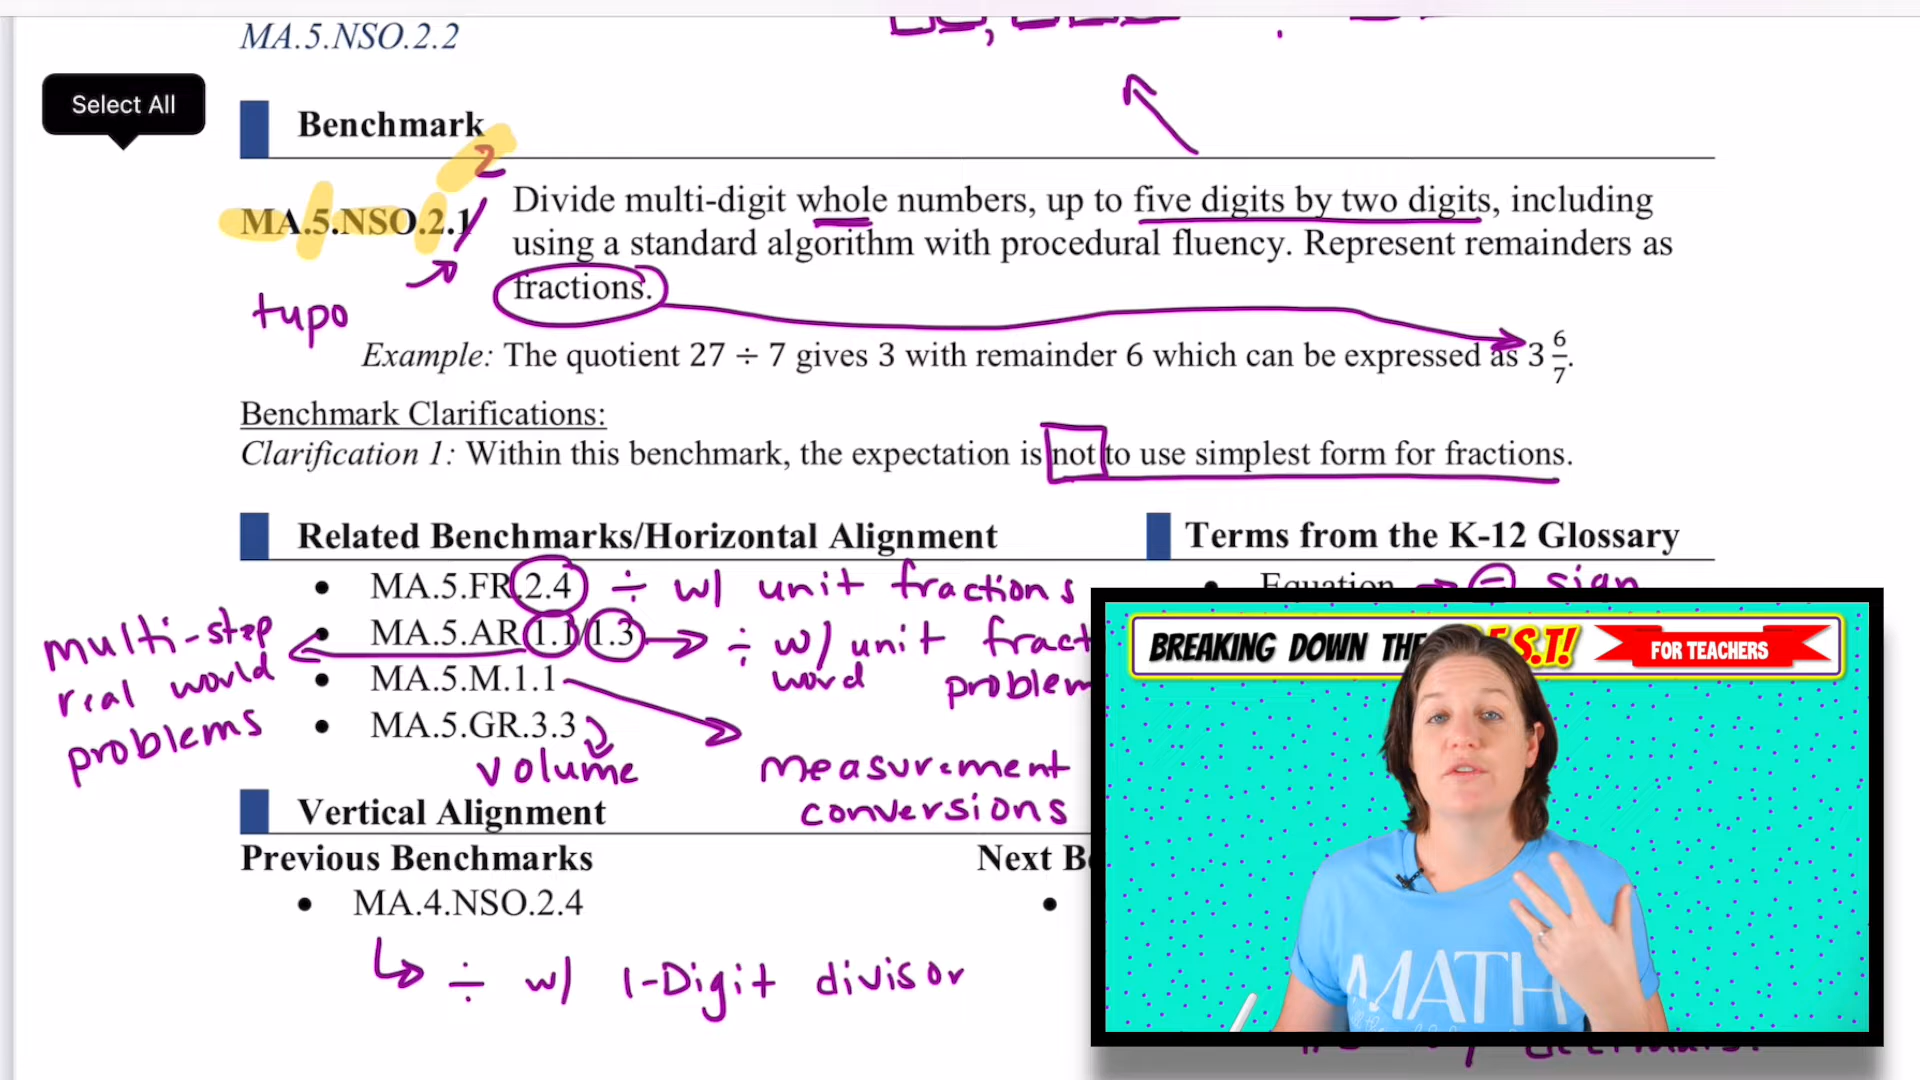 MA.5.NSO.2.2
Select All
Benchmark
2
MA.5.NSO.2.1
Divide multi-digit whole numbers, up to five digits by two digits, including
using a standard algorithm with procedural fluency. Represent remainders as
fractions.
typo
Example: The quotient 27 ÷ 7 gives 3 with remainder 6 which can be expressed as 3 6/7.
Benchmark Clarifications:
Clarification 1: Within this benchmark, the expectation is not to use simplest form for fractions.
Related Benchmarks/Horizontal Alignment
Terms from the K-12 Glossary
• MA.5.FR.2.4 ÷ w/ unit fractions
• Equation → = sign
• MA.5.AR.1.1/1.3 → ÷ w/ unit fract
word problem
multi-step
real world
problems
• MA.5.M.1.1
measurement
conversions
• MA.5.GR.3.3
volume
BREAKING DOWN THE
S.T!
FOR TEACHERS
Vertical Alignment
Previous Benchmarks
Next Be
• MA.4.NSO.2.4
÷ w/ 1-Digit divisor
MATH